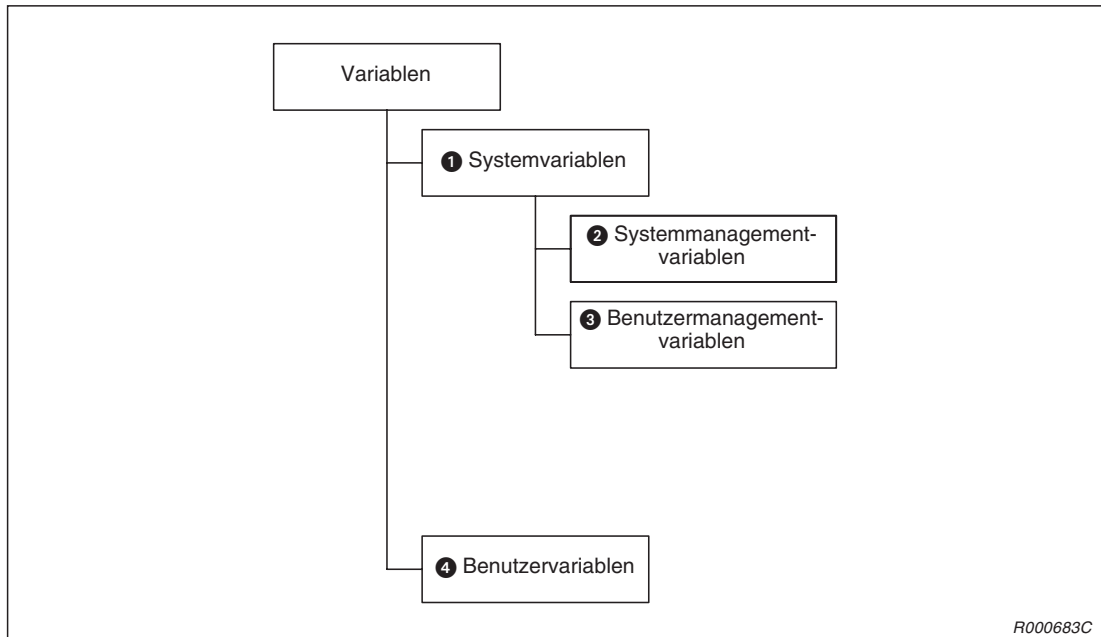 Variablen
❶ Systemvariablen
❷ Systemmanagement-
variablen
❸ Benutzermanagement-
variablen
❹ Benutzervariablen
R000683C